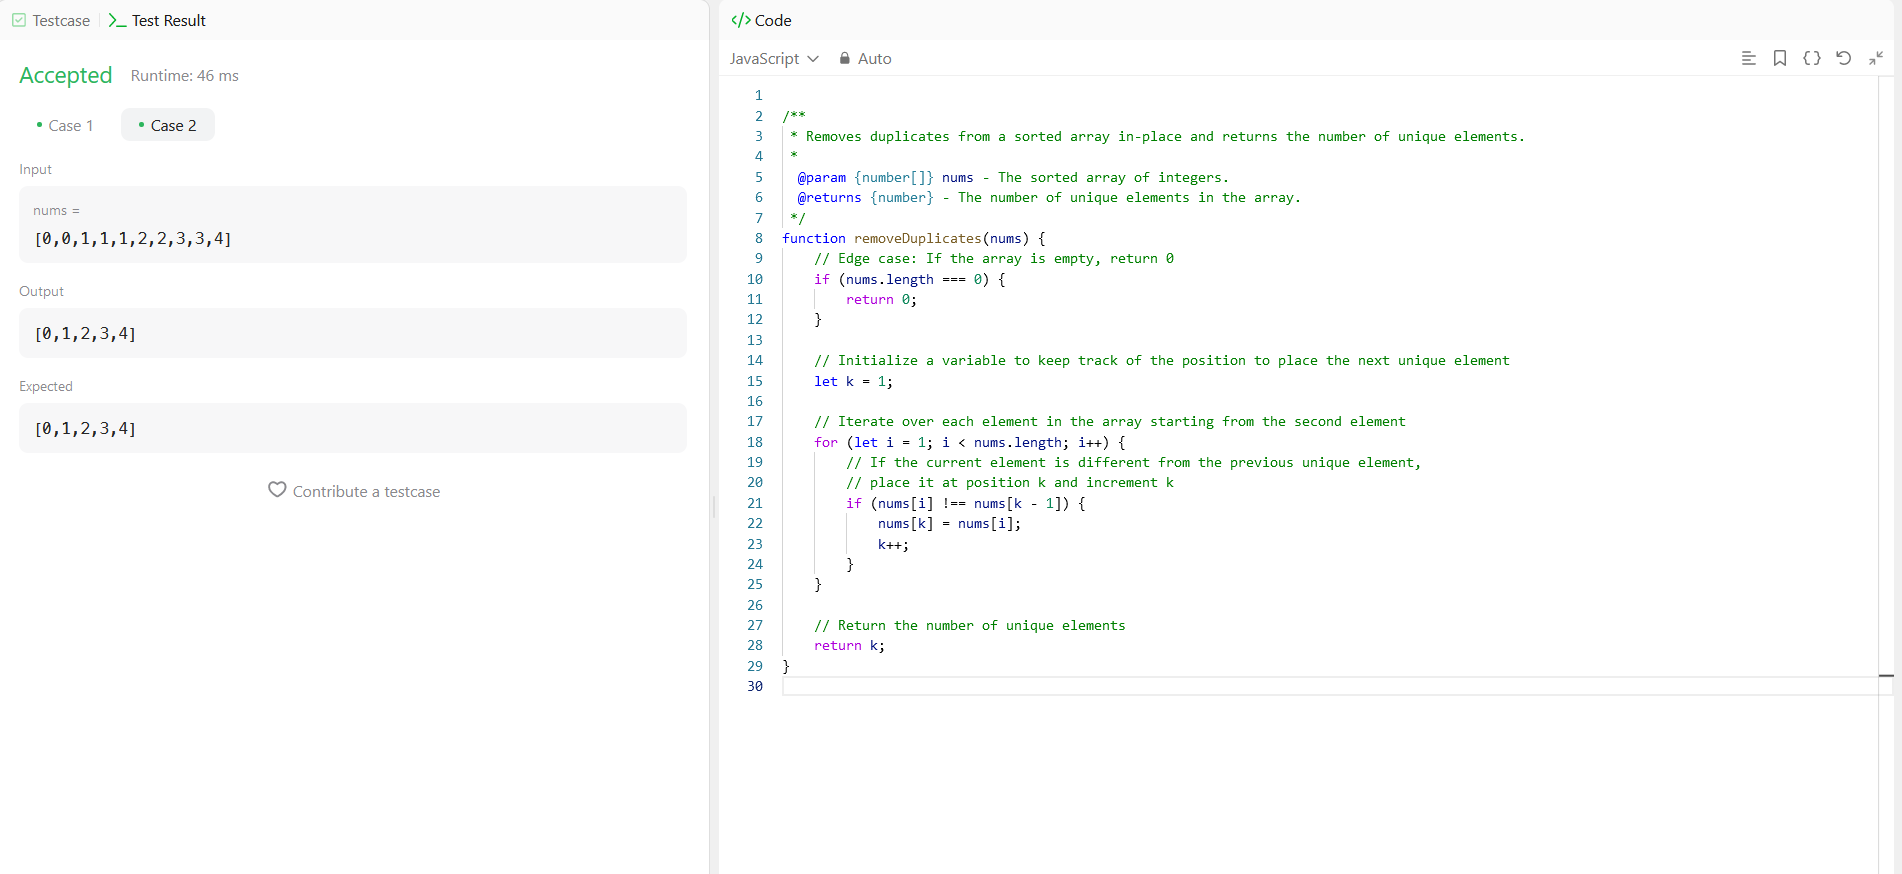 Testcase
Test Result
Accepted
Runtime: 46 ms
Case 1
Case 2
Input
nums =
[0,0,1,1,1,2,2,3,3,4]
Output
[0,1,2,3,4]
Expected
[0,1,2,3,4]
Contribute a testcase
</> Code
JavaScript
Auto
1
2 /**
3  * Removes duplicates from a sorted array in-place and returns the number of unique elements.
4  *
5   @param {number[]} nums - The sorted array of integers.
6   @returns {number} - The number of unique elements in the array.
7  */
8 function removeDuplicates(nums) {
9     // Edge case: If the array is empty, return 0
10     if (nums.length === 0) {
11         return 0;
12     }
13
14     // Initialize a variable to keep track of the position to place the next unique element
15     let k = 1;
16
17     // Iterate over each element in the array starting from the second element
18     for (let i = 1; i < nums.length; i++) {
19         // If the current element is different from the previous unique element,
20         // place it at position k and increment k
21         if (nums[i] !== nums[k - 1]) {
22             nums[k] = nums[i];
23             k++;
24         }
25     }
26
27     // Return the number of unique elements
28     return k;
29 }
30